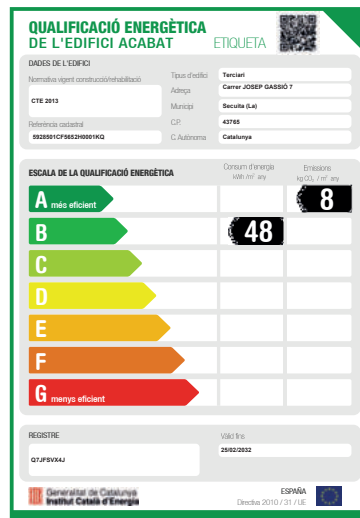 QUALIFICACIÓ ENERGÈTICA
DE L'EDIFICI ACABAT ETIQUETA
DADES DE L'EDIFICI
Normativa vigent construcció/rehabilitació
CTE 2013
Referència cadastral
5928501CF5652H0001KQ
Tipus d'edifici Terciari
Adreça Carrer JOSEP GASSIÓ 7
Municipi Secuita (La)
C.P. 43765
C. Autònoma Catalunya
ESCALA DE LA QUALIFICACIÓ ENERGÈTICA
Consum d'energia
kWh /m² any
Emissions
kg CO₂ / m² any
A més eficient 8
B 48
C
D
E
F
G menys eficient
REGISTRE
Q7JFSVX4J
Vàlid fins
25/02/2032
Generalitat de Catalunya
Institut Català d'Energia
ESPAÑA
Directiva 2010 / 31 / UE